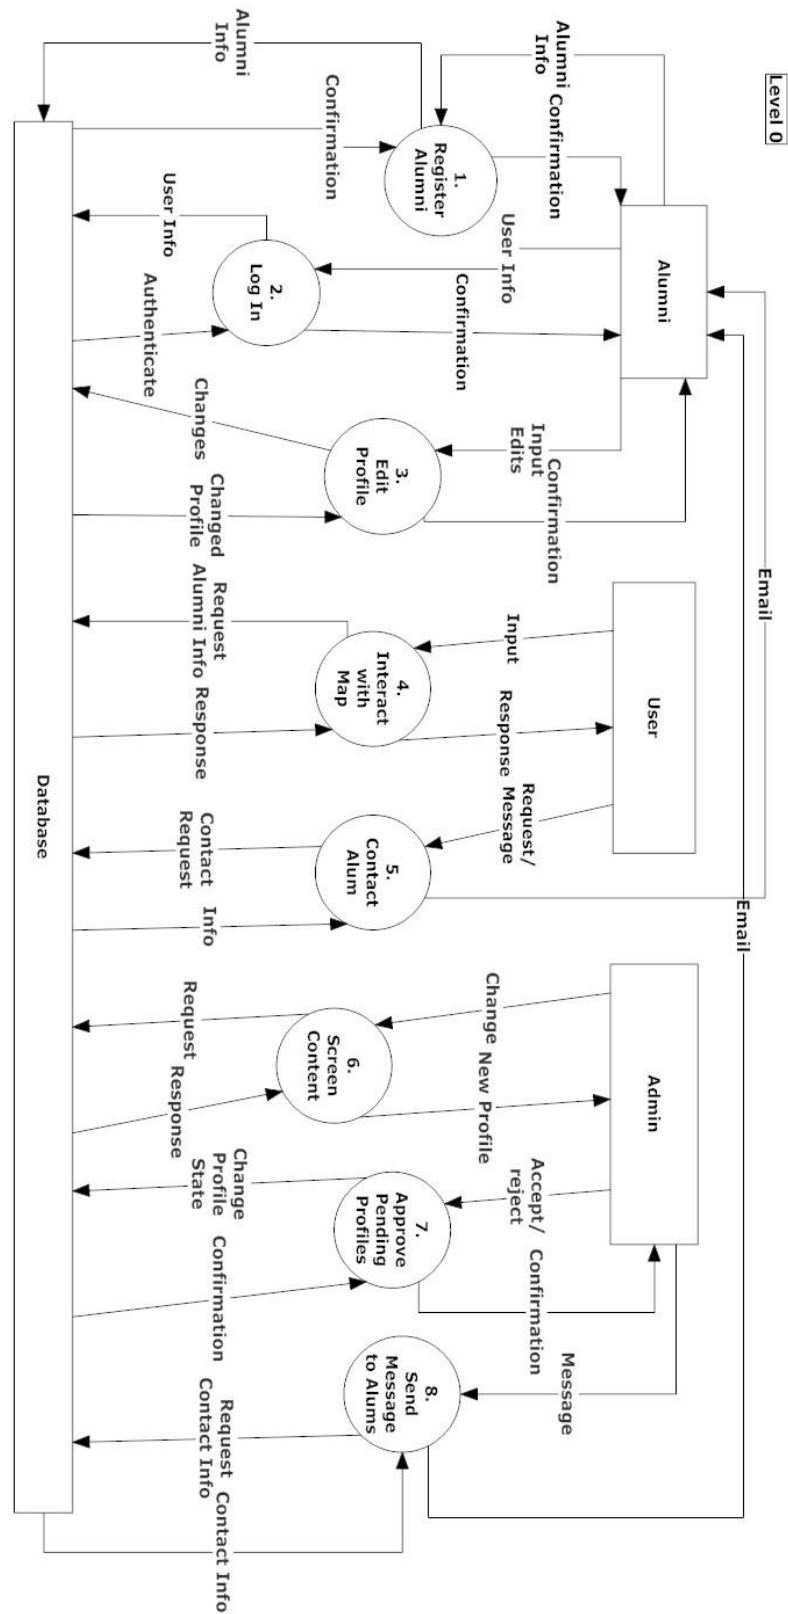 Level 0
Alumni
User
Admin
Email
Email
Alumni
Info
Confirmation
User Info
Confirmation
Input
Edits
Confirmation
Input
Response
Request/
Message
Change
New Profile
Accept/
reject
Confirmation
Message
1.
Register
Alumni
2.
Log In
3.
Edit
Profile
4.
Interact
with
Map
5.
Contact
Alum
6.
Screen
Content
7.
Approve
Pending
Profiles
8.
Send
Message
to Alums
Alumni
Info
Confirmation
User Info
Authenticate
Changes
Changed
Profile
Request
Alumni Info
Response
Contact
Request
Info
Request
Response
Change
Profile
State
Confirmation
Request
Contact Info
Contact Info
Database